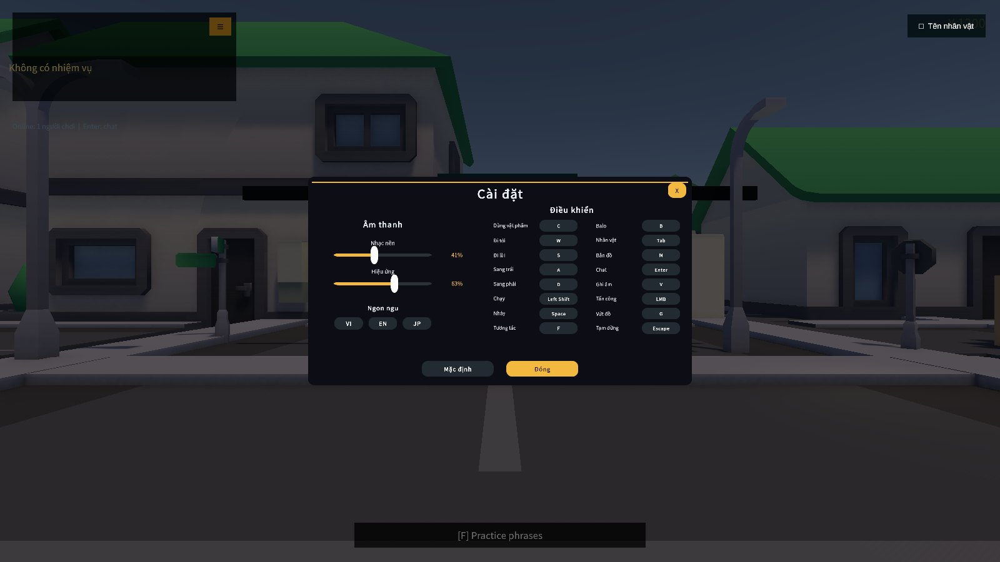 ☰
Tên nhân vật
Không có nhiệm vụ
Online: 1 người chơi | Enter: chat
Cài đặt
X
Điều khiển
Âm thanh
Nhạc nền
41%
Hiệu ứng
63%
Ngon ngu
VI EN JP
Dùng vật phẩm C Balo B
Đi tới W Nhân vật Tab
Đi lùi S Bản đồ M
Sang trái A Chat Enter
Sang phải D Ghi âm V
Chạy Left Shift Tấn công LMB
Nhảy Space Vứt đồ G
Tương tác F Tạm dừng Escape
Mặc định Đóng
[F] Practice phrases